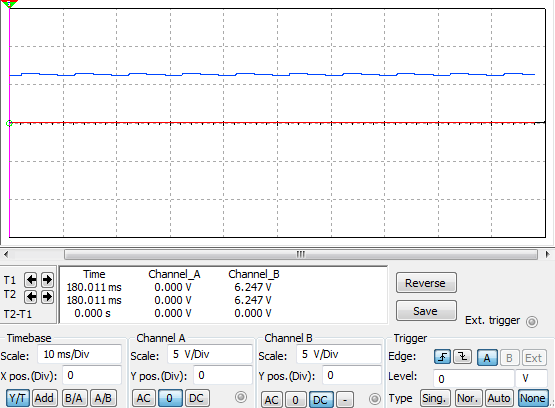 Time Channel_A Channel_B
T1 180.011 ms 0.000 V 6.247 V
T2 180.011 ms 0.000 V 6.247 V
T2-T1 0.000 s 0.000 V 0.000 V
Reverse
Save
Ext. trigger
Timebase Channel A Channel B Trigger
Scale: 10 ms/Div Scale: 5 V/Div Scale: 5 V/Div Edge: A B Ext
X pos.(Div): 0 Y pos.(Div): 0 Y pos.(Div): 0 Level: 0 V
Y/T Add B/A A/B AC 0 DC AC 0 DC - Type Sing. Nor. Auto None